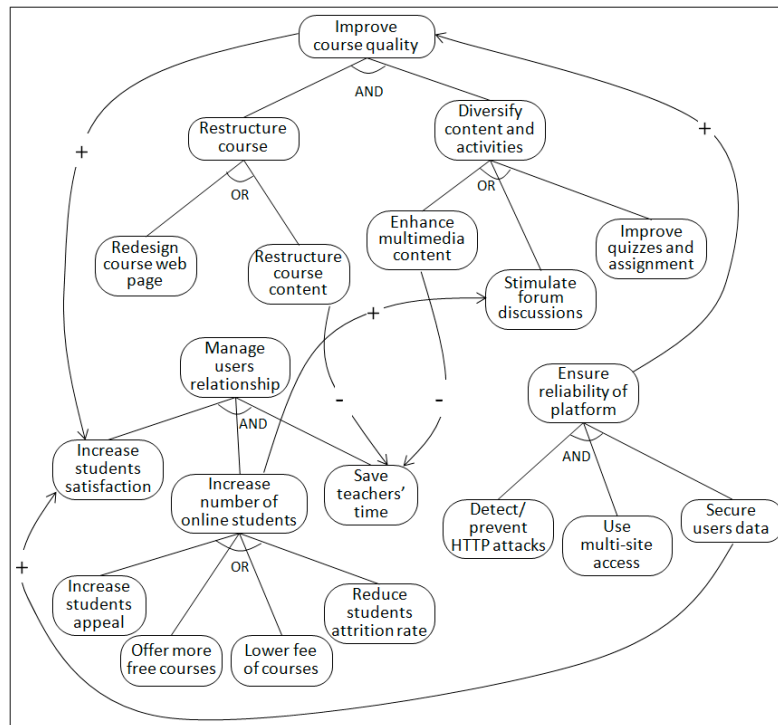 Improve
course quality
AND
+
+
Restructure
course
Diversify
content and
activities
OR
OR
Redesign
course web
page
Restructure
course
content
Enhance
multimedia
content
Improve
quizzes and
assignment
Stimulate
forum
discussions
+
Manage
users
relationship
Ensure
reliability of
platform
-
-
AND
AND
Increase
students
satisfaction
Increase
number of
online students
Save
teachers'
time
Detect/
prevent
HTTP attacks
Use
multi-site
access
Secure
users data
+
OR
Increase
students
appeal
Offer more
free courses
Lower fee
of courses
Reduce
students
attrition rate